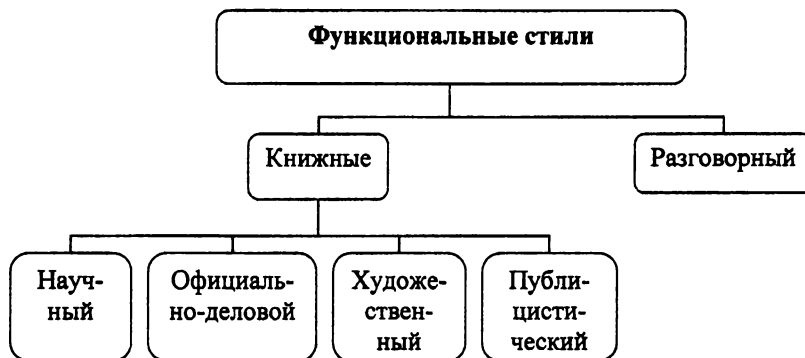 Функциональные стили
Книжные
Разговорный
Науч-
ный
Официаль-
но-деловой
Художе-
ствен-
ный
Публи-
цисти-
ческий